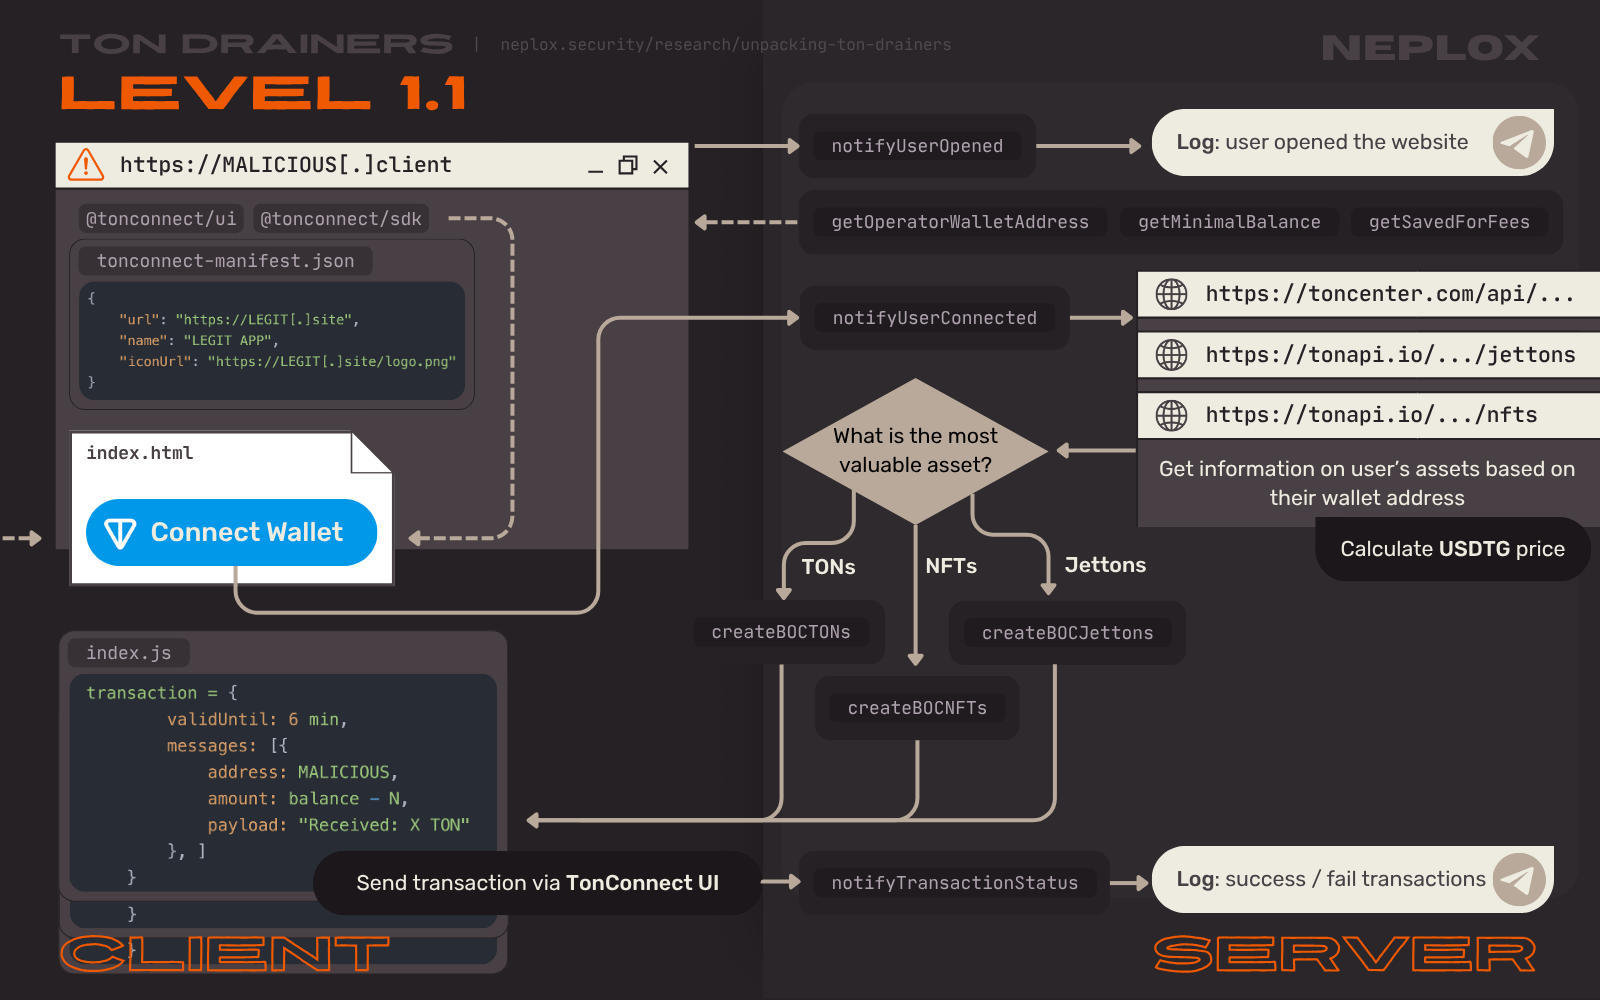 TON DRAINERS | neplox.security/research/unpacking-ton-drainers
NEPLOX
LEVEL 1.1
https://MALICIOUS[.]client
@tonconnect/ui @tonconnect/sdk
tonconnect-manifest.json
{
"url": "https://LEGIT[.]site",
"name": "LEGIT APP",
"iconUrl": "https://LEGIT[.]site/logo.png"
}
index.html
Connect Wallet
index.js
transaction = {
validUntil: 6 min,
messages: [{
address: MALICIOUS,
amount: balance - N,
payload: "Received: X TON"
}, ]
}
}
}
Send transaction via TonConnect UI
CLIENT
notifyUserOpened
Log: user opened the website
getOperatorWalletAddress getMinimalBalance getSavedForFees
notifyUserConnected
https://toncenter.com/api/...
https://tonapi.io/.../jettons
https://tonapi.io/.../nfts
Get information on user's assets based on
their wallet address
Calculate USDTG price
What is the most
valuable asset?
TONs
NFTs
Jettons
createBOCTONs
createBOCJettons
createBOCNFTs
notifyTransactionStatus
Log: success / fail transactions
SERVER